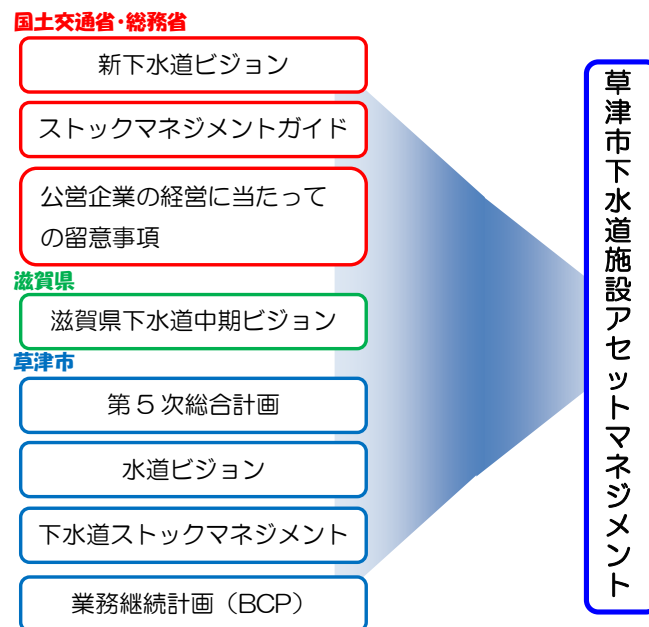 国土交通省・総務省
新下水道ビジョン
ストックマネジメントガイド
公営企業の経営に当たって
の留意事項
滋賀県
滋賀県下水道中期ビジョン
草津市
第5次総合計画
水道ビジョン
下水道ストックマネジメント
業務継続計画（BCP）
草津市下水道施設アセットマネジメント